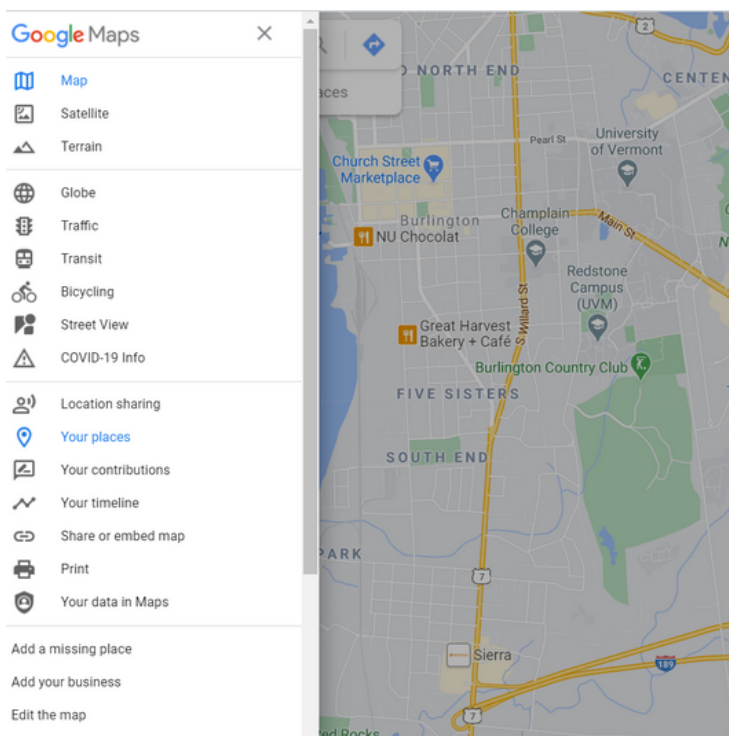 Google Maps
Map
Satellite
Terrain
Globe
Traffic
Transit
Bicycling
Street View
COVID-19 Info
Location sharing
Your places
Your contributions
Your timeline
Share or embed map
Print
Your data in Maps
Add a missing place
Add your business
Edit the map
2
NORTH END
CENTEN
aces
Pearl St
University
of Vermont
Church Street
Marketplace
Burlington
Champlain
College
Main St
NU Chocolat
Redstone
Campus
(UVM)
Great Harvest
Bakery + Café
S Willard St
Burlington Country Club
FIVE SISTERS
SOUTH END
PARK
7
Sierra
189
7
ed Rocks